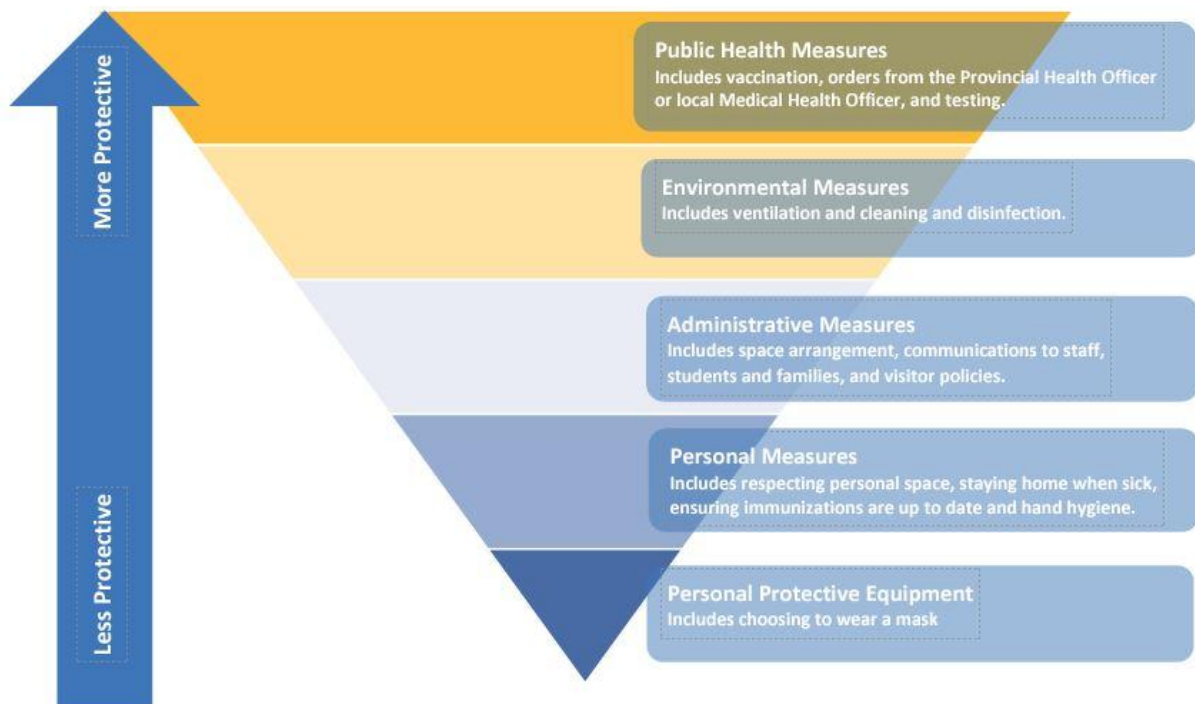 More Protective
Less Protective
Public Health Measures
Includes vaccination, orders from the Provincial Health Officer
or local Medical Health Officer, and testing.
Environmental Measures
Includes ventilation and cleaning and disinfection.
Administrative Measures
Includes space arrangement, communications to staff,
students and families, and visitor policies.
Personal Measures
Includes respecting personal space, staying home when sick,
ensuring immunizations are up to date and hand hygiene.
Personal Protective Equipment
Includes choosing to wear a mask